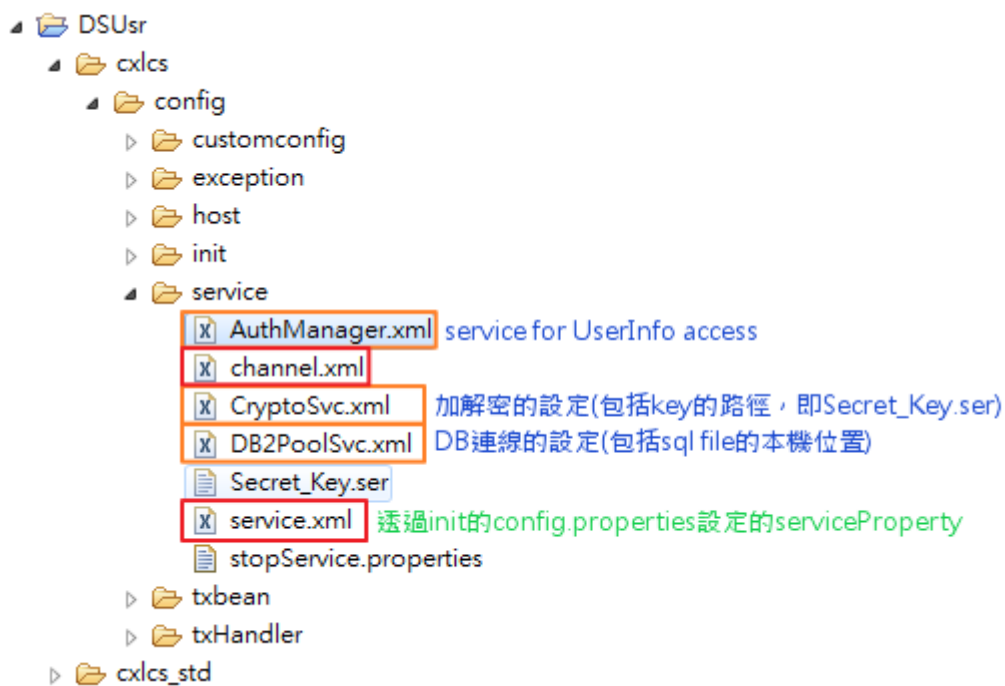 DSUsr
cxlcs
config
customconfig
exception
host
init
service
AuthManager.xml service for UserInfo access
channel.xml
CryptoSvc.xml 加解密的設定(包括key的路徑，即Secret_Key.ser)
DB2PoolSvc.xml DB連線的設定(包括sql file的本機位置)
Secret_Key.ser
service.xml 透過init的config.properties設定的serviceProperty
stopService.properties
txbean
txHandler
cxlcs_std